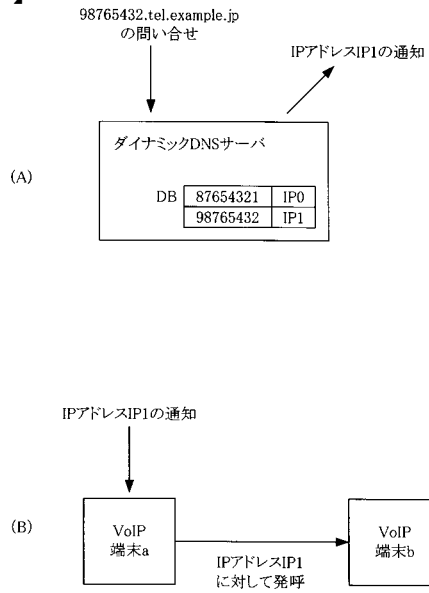 98765432.tel.example.jp
の問い合せ
IPアドレスIP1の通知
(A)
ダイナミックDNSサーバ
DB 87654321 IP0
98765432 IP1
IPアドレスIP1の通知
(B)
VoIP
端末a
IPアドレスIP1
に対して発呼
VoIP
端末b